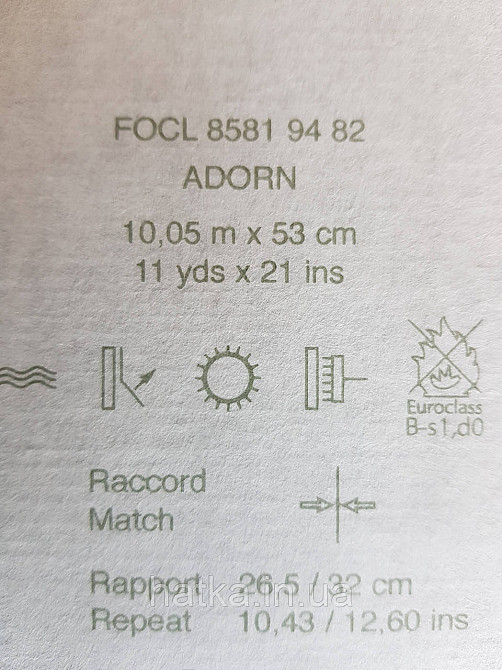 FOCL 8581 94 82
ADORN
10,05 m x 53 cm
11 yds x 21 ins
Euroclass
B-s1,d0
Raccord
Match
Rapport 26,5 / 32 cm
Repeat 10,43 / 12,60 ins
natka.in.ua